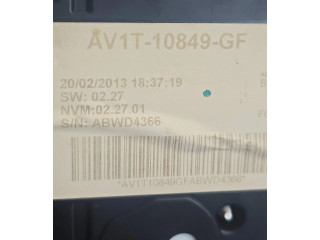 AV1T-10849-GF
20/02/2013 18:37:19
SW: 02.27
NVM:02.27.01
S/N: ABWD4366
*AV1T10849GFABWD4366*